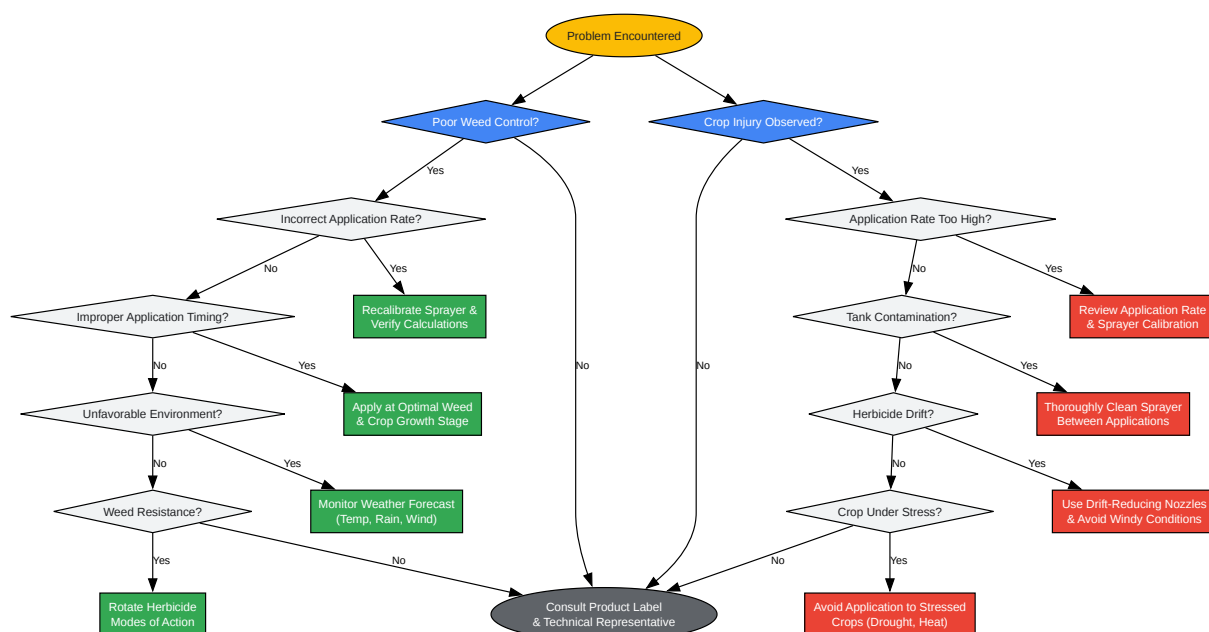 Problem Encountered
Poor Weed Control?
Crop Injury Observed?
Yes
Yes
Incorrect Application Rate?
Application Rate Too High?
No
Yes
No
Yes
Improper Application Timing?
Recalibrate Sprayer &
Verify Calculations
Tank Contamination?
Review Application Rate
& Sprayer Calibration
No
Yes
No
No
No
Yes
Unfavorable Environment?
Apply at Optimal Weed
& Crop Growth Stage
Herbicide Drift?
Thoroughly Clean Sprayer
Between Applications
No
Yes
No
Yes
Weed Resistance?
Monitor Weather Forecast
(Temp, Rain, Wind)
Crop Under Stress?
Use Drift-Reducing Nozzles
& Avoid Windy Conditions
Yes
No
No
Yes
Rotate Herbicide
Modes of Action
Consult Product Label
& Technical Representative
Avoid Application to Stressed
Crops (Drought, Heat)